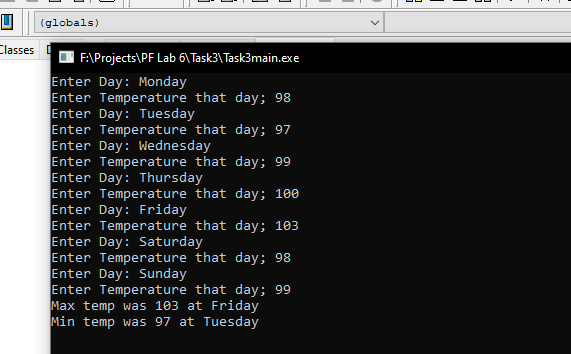 (globals)
Classes
F:\Projects\PF Lab 6\Task3\Task3main.exe
Enter Day: Monday
Enter Temperature that day; 98
Enter Day: Tuesday
Enter Temperature that day; 97
Enter Day: Wednesday
Enter Temperature that day; 99
Enter Day: Thursday
Enter Temperature that day; 100
Enter Day: Friday
Enter Temperature that day; 103
Enter Day: Saturday
Enter Temperature that day; 98
Enter Day: Sunday
Enter Temperature that day; 99
Max temp was 103 at Friday
Min temp was 97 at Tuesday